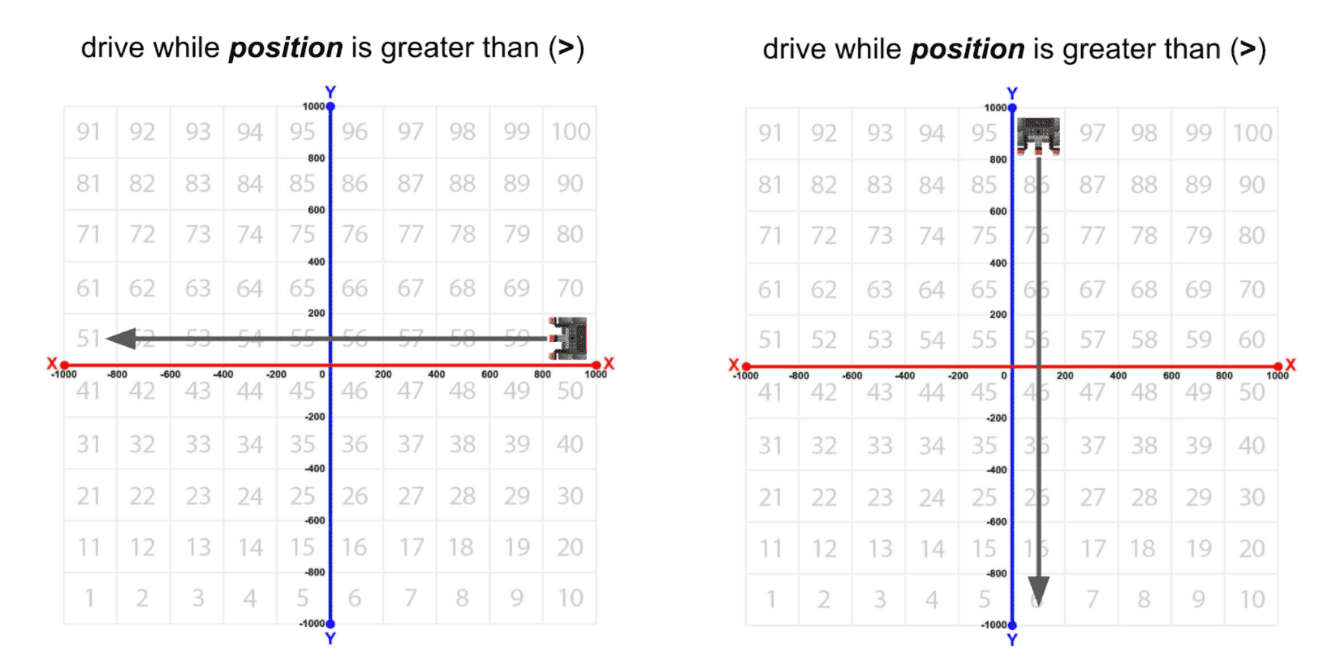 drive while position is greater than (>)
Y
1000
91 92 93 94 95 96 97 98 99 100
800
81 82 83 84 85 86 87 88 89 90
600
71 72 73 74 75 76 77 78 79 80
400
61 62 63 64 65 66 67 68 69 70
200
51 52 53 54 55 56 57 58 59
X X
-1000 -800 -600 -400 -200 0 200 400 600 800 1000
41 42 43 44 45 46 47 48 49 50
-200
31 32 33 34 35 36 37 38 39 40
-400
21 22 23 24 25 26 27 28 29 30
-600
11 12 13 14 15 16 17 18 19 20
-800
1 2 3 4 5 6 7 8 9 10
-1000
Y
drive while position is greater than (>)
Y
1000
91 92 93 94 95 97 98 99 100
800
81 82 83 84 85 86 87 88 89 90
600
71 72 73 74 75 76 77 78 79 80
400
61 62 63 64 65 66 67 68 69 70
200
51 52 53 54 55 56 57 58 59 60
X X
-1000 -800 -600 -400 -200 0 200 400 600 800 1000
41 42 43 44 45 46 47 48 49 50
-200
31 32 33 34 35 36 37 38 39 40
-400
21 22 23 24 25 26 27 28 29 30
-600
11 12 13 14 15 16 17 18 19 20
-800
1 2 3 4 5 7 8 9 10
-1000
Y